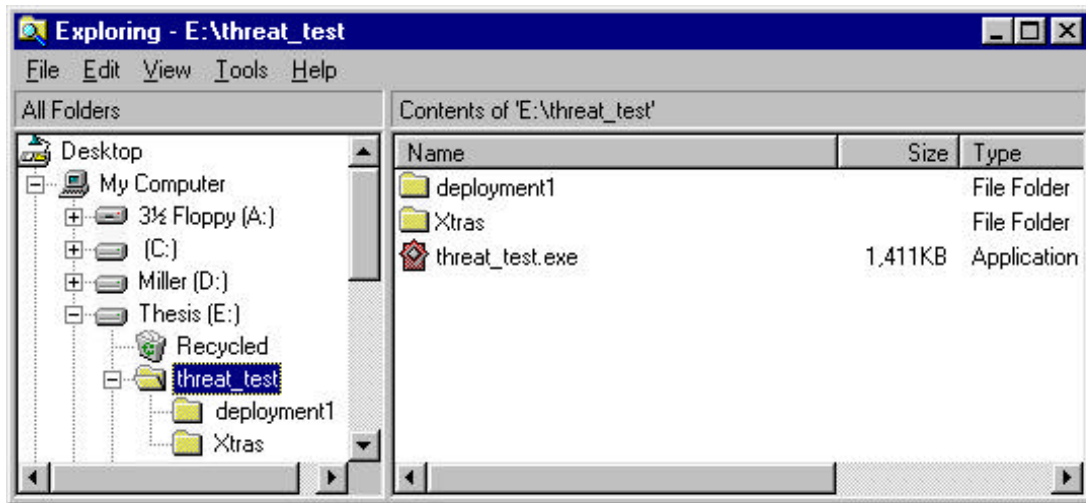 Exploring - E:\threat_test
File Edit View Tools Help
All Folders
Contents of 'E:\threat_test'
Desktop
My Computer
3½ Floppy (A:)
(C:)
Miller (D:)
Thesis (E:)
Recycled
threat_test
deployment1
Xtras
Name Size Type
deployment1 File Folder
Xtras File Folder
threat_test.exe 1,411KB Application